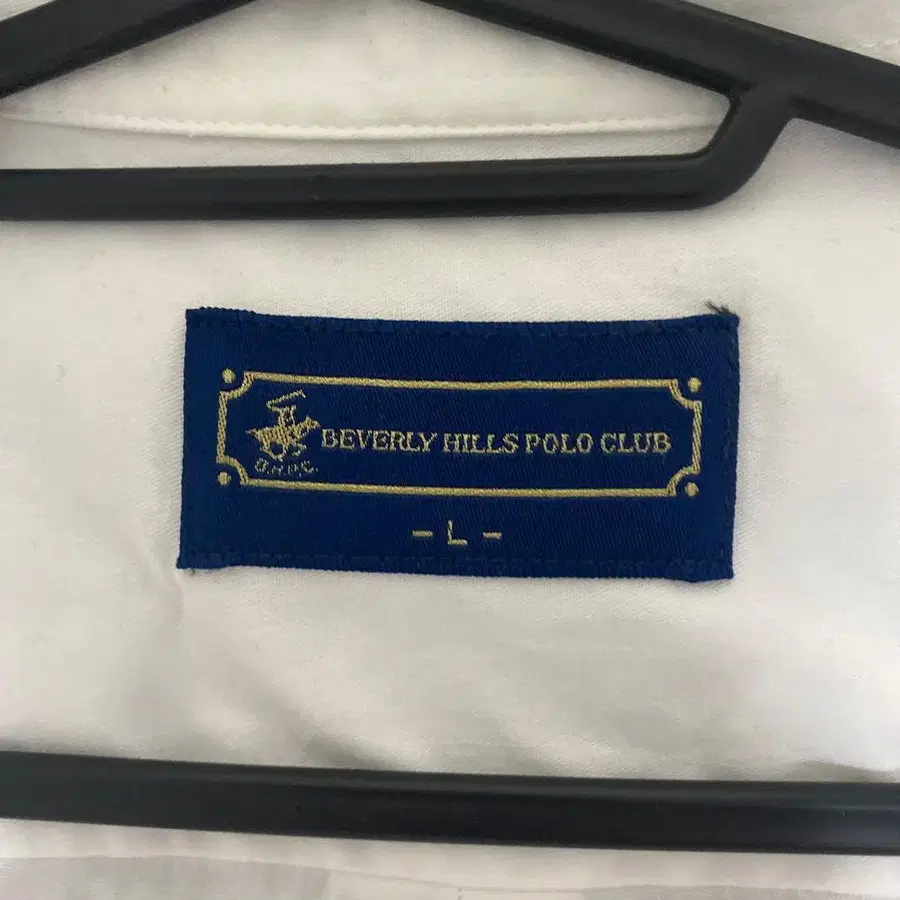 BEVERLY HILLS POLO CLUB
B.H.P.C.
- L -